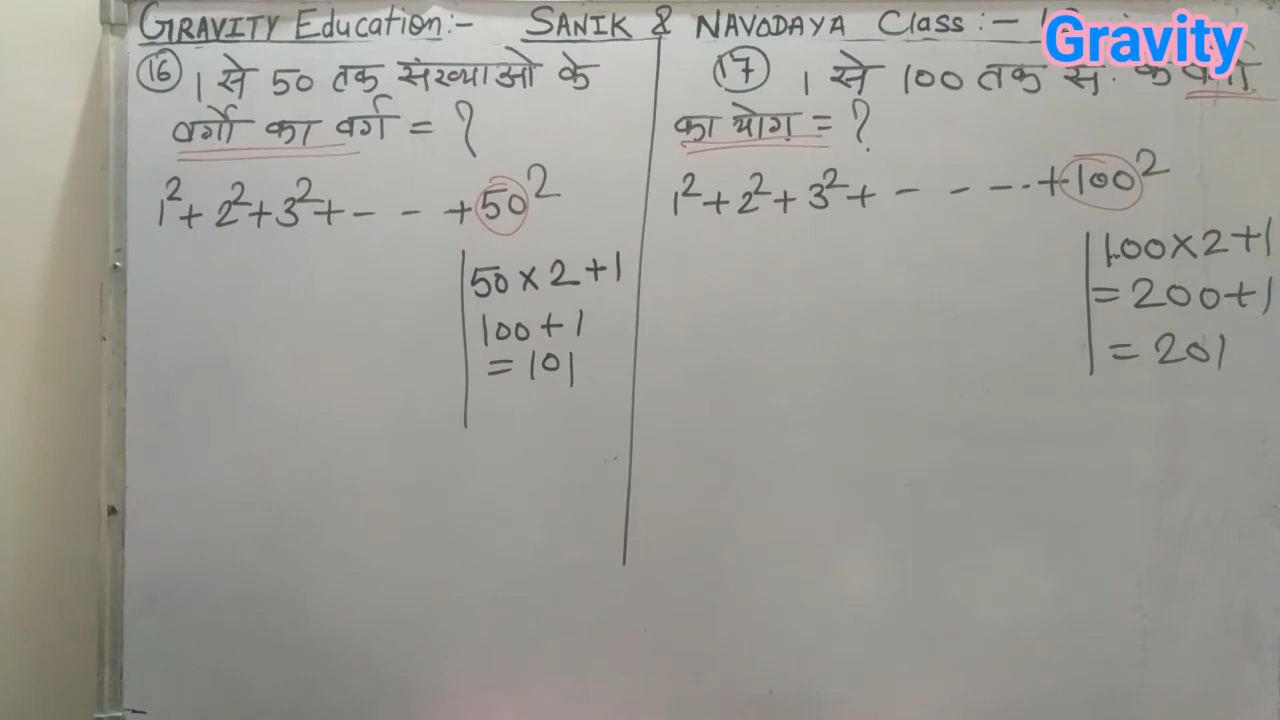 GRAVITY Education:- SANIK & NAVODAYA Class:-
Gravity
16 1 से 50 तक संख्याओ के
वर्गो का वर्ग = ?
1² + 2² + 3² + - - - + 50²
50 × 2 + 1
100 + 1
= 101
17 1 से 100 तक सं. के वर्गो
का योग = ?
1² + 2² + 3² + - - - .. + 100²
100 × 2 + 1
= 200 + 1
= 201